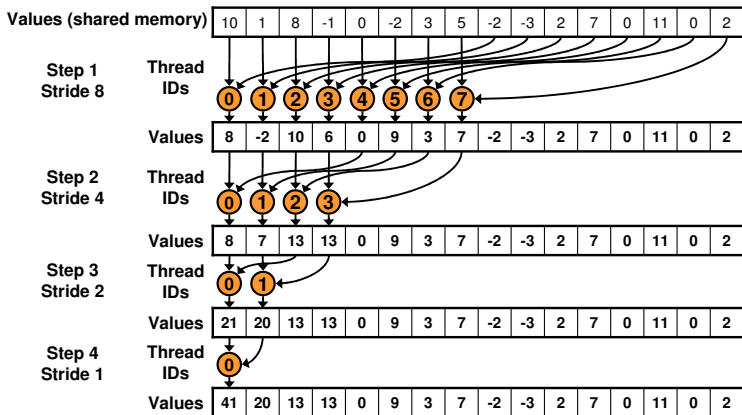 Values (shared memory) 10 1 8 -1 0 -2 3 5 -2 -3 2 7 0 11 0 2
Step 1 Stride 8 Thread IDs 0 1 2 3 4 5 6 7
Values 8 -2 10 6 0 9 3 7 -2 -3 2 7 0 11 0 2
Step 2 Stride 4 Thread IDs 0 1 2 3
Values 8 7 13 13 0 9 3 7 -2 -3 2 7 0 11 0 2
Step 3 Stride 2 Thread IDs 0 1
Values 21 20 13 13 0 9 3 7 -2 -3 2 7 0 11 0 2
Step 4 Stride 1 Thread IDs 0
Values 41 20 13 13 0 9 3 7 -2 -3 2 7 0 11 0 2